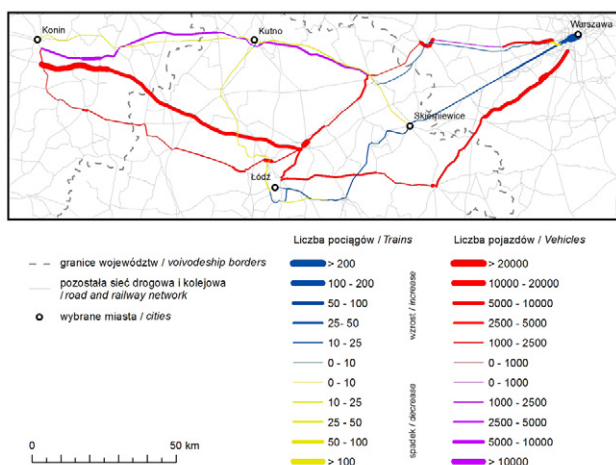 Konin
Kutno
Warszawa
Skierniewice
Łódź
Liczba pociągów / Trains
Liczba pojazdów / Vehicles
granice województw / voivodeship borders
pozostała sieć drogowa i kolejowa
/ road and railway network
wybrane miasta / cities
> 200
100 - 200
50 - 100
25 - 50
10 - 25
0 - 10
0 - 10
10 - 25
25 - 50
50 - 100
> 100
wzrost / increase
spadek / decrease
> 20000
10000 - 20000
5000 - 10000
2500 - 5000
1000 - 2500
0 - 1000
0 - 1000
1000 - 2500
2500 - 5000
5000 - 10000
> 10000
0
50 km